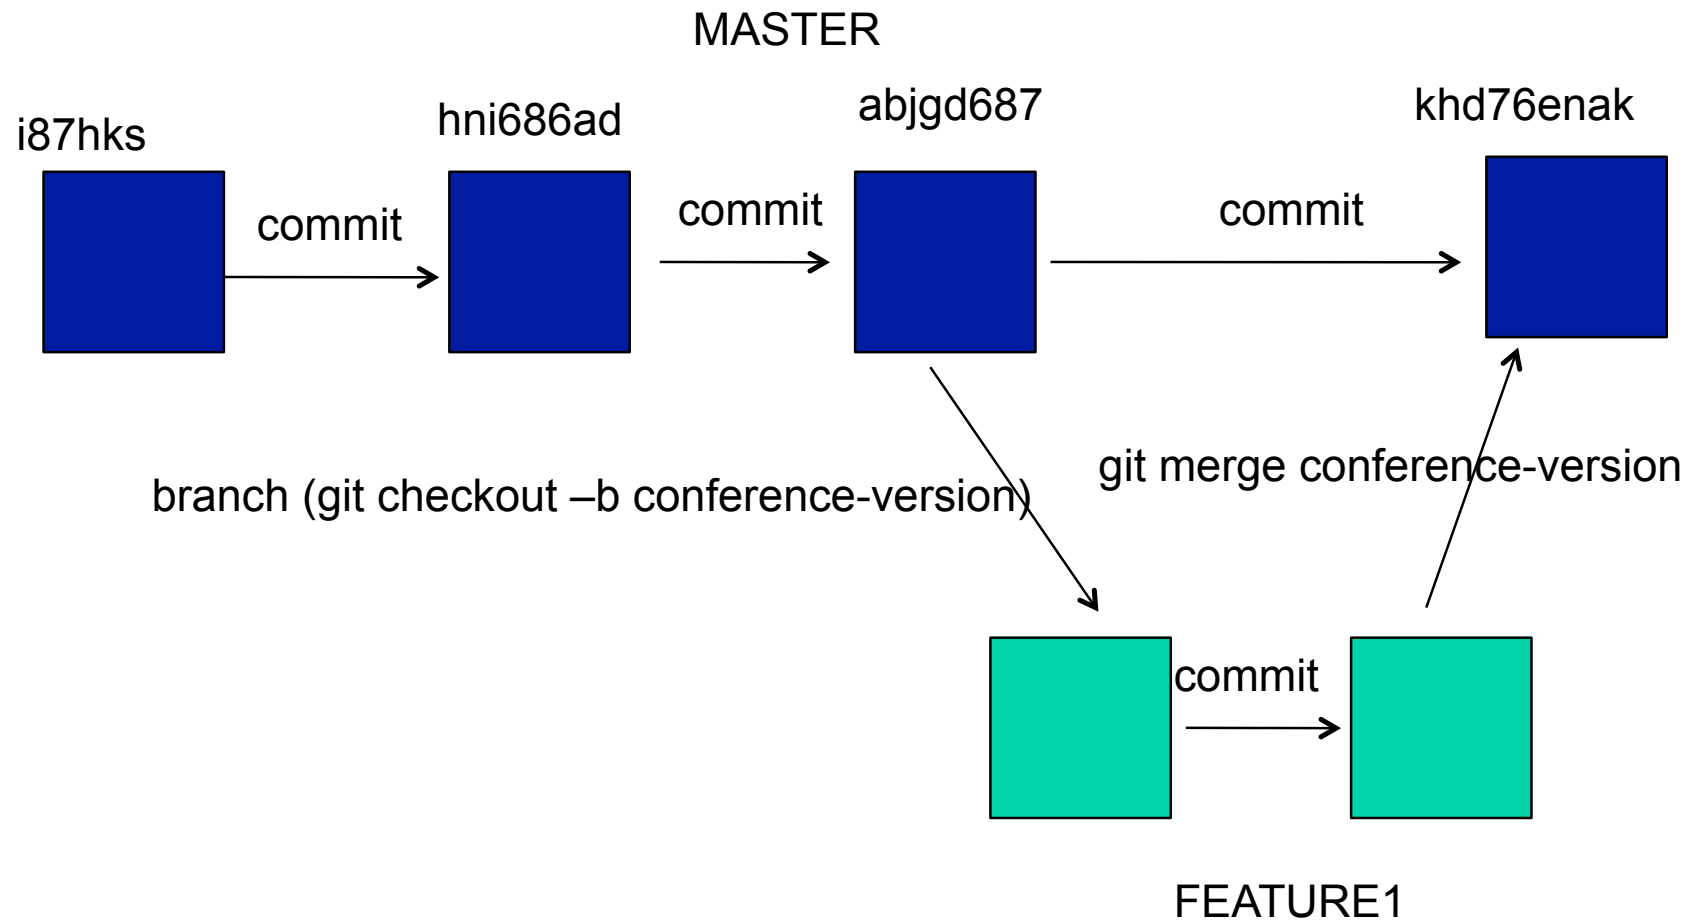 MASTER
i87hks
hni686ad
abjgd687
khd76enak
commit
commit
commit
branch (git checkout –b conference-version)
git merge conference-version
commit
FEATURE1